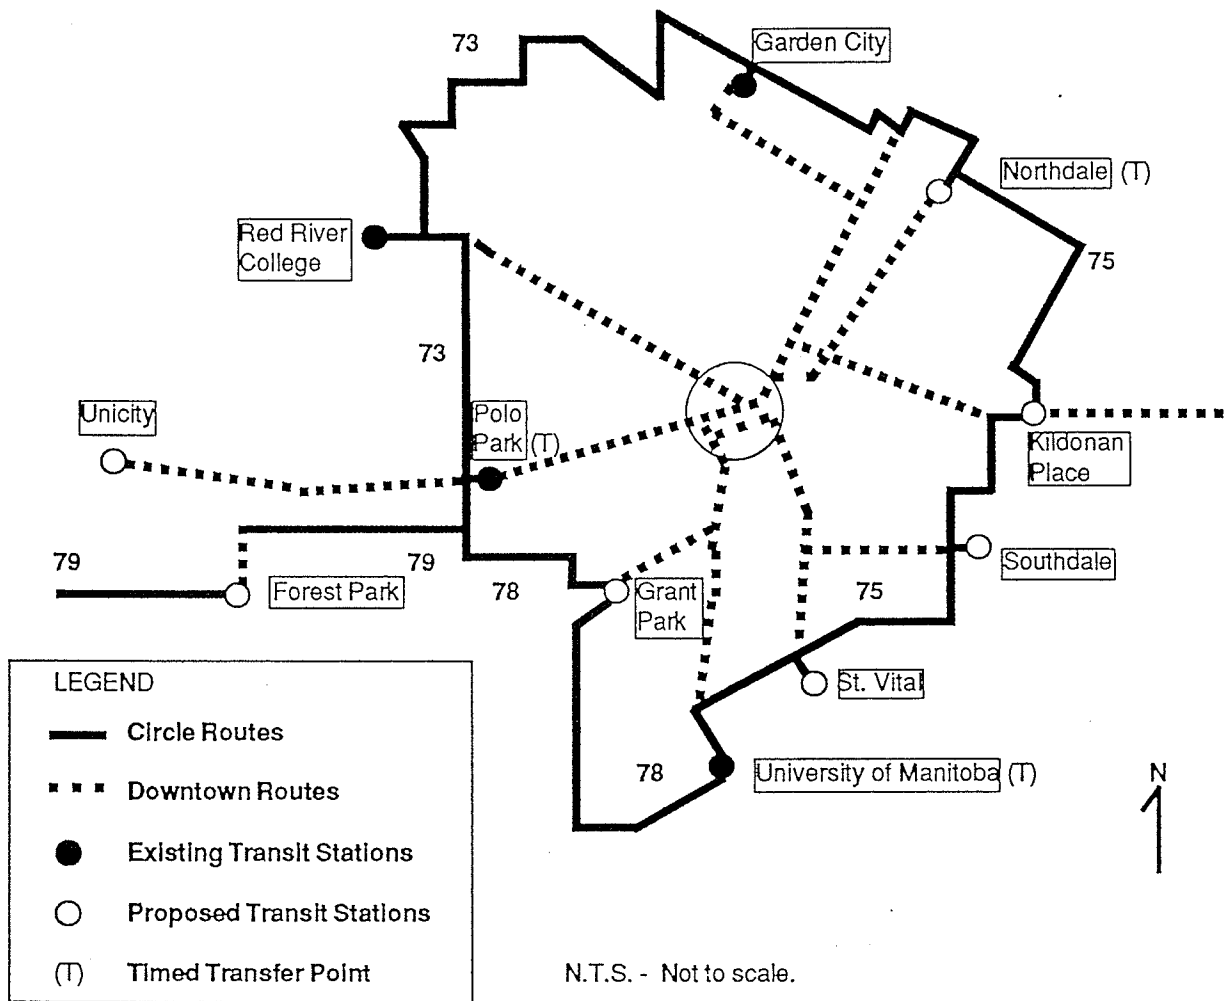 73
Garden City
Northdale (T)
75
Red River
College
73
Unicity
Polo
Park (T)
Kildonan
Place
79
79
78
Forest Park
Grant
Park
75
Southdale
St. Vital
78
University of Manitoba (T)
N
LEGEND
Circle Routes
Downtown Routes
Existing Transit Stations
Proposed Transit Stations
(T) Timed Transfer Point
N.T.S. - Not to scale.